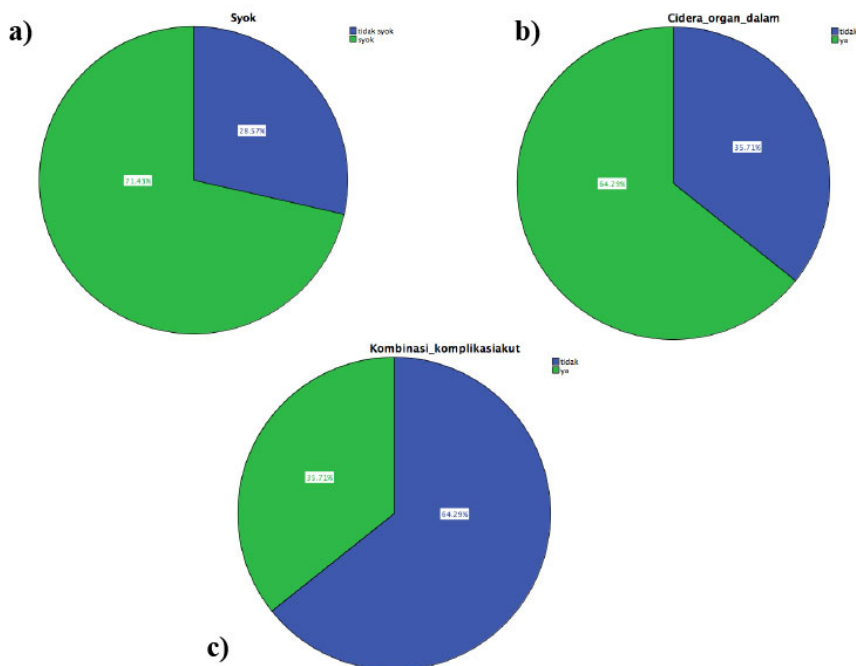 a)
Syok
tidak syok
syok
28.57%
71.43%
b)
Cidera_organ_dalam
tidak
ya
35.71%
64.29%
Kombinasi_komplikasiakut
tidak
ya
35.71%
64.29%
c)